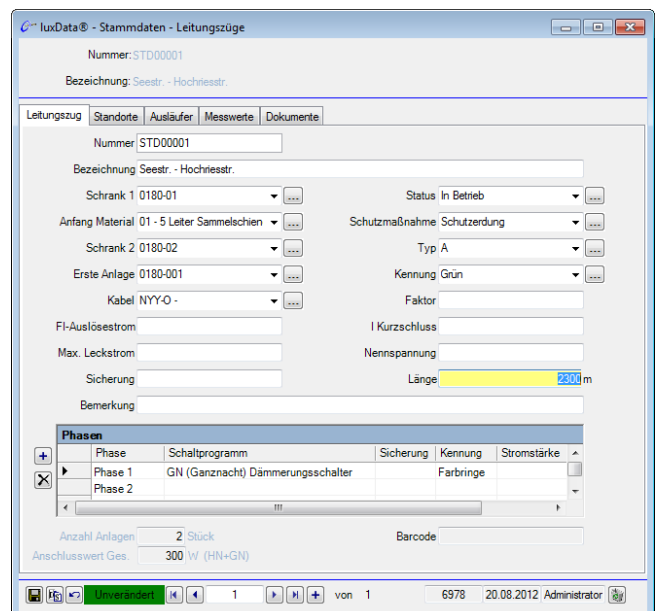 luxData® - Stammdaten - Leitungszüge
Nummer: STD00001
Bezeichnung: Seestr. - Hochriesstr.
Leitungszug Standorte Ausläufer Messwerte Dokumente
Nummer STD00001
Bezeichnung Seestr. - Hochriesstr.
Schrank 1 0180-01 ... Status In Betrieb ...
Anfang Material 01 - 5 Leiter Sammelschien ... Schutzmaßnahme Schutzerdung ...
Schrank 2 0180-02 ... Typ A ...
Erste Anlage 0180-001 ... Kennung Grün ...
Kabel NYY-O - ... Faktor
FI-Auslösestrom I Kurzschluss
Max. Leckstrom Nennspannung
Sicherung Länge 2300 m
Bemerkung
Phasen
Phase Schaltprogramm Sicherung Kennung Stromstärke
Phase 1 GN (Ganznacht) Dämmerungsschalter Farbringe
Phase 2
Anzahl Anlagen 2 Stück Barcode
Anschlusswert Ges. 300 W (HN+GN)
Unverändert 1 von 1 6978 20.08.2012 Administrator